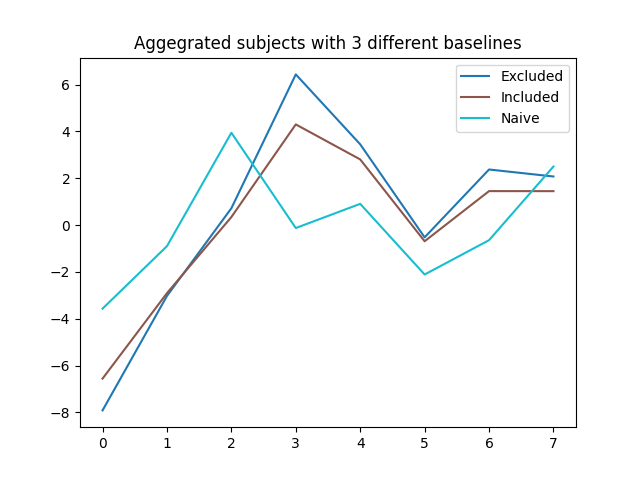 Aggegrated subjects with 3 different baselines
Excluded
Included
Naive
6
4
2
0
−2
−4
−6
−8
0 1 2 3 4 5 6 7